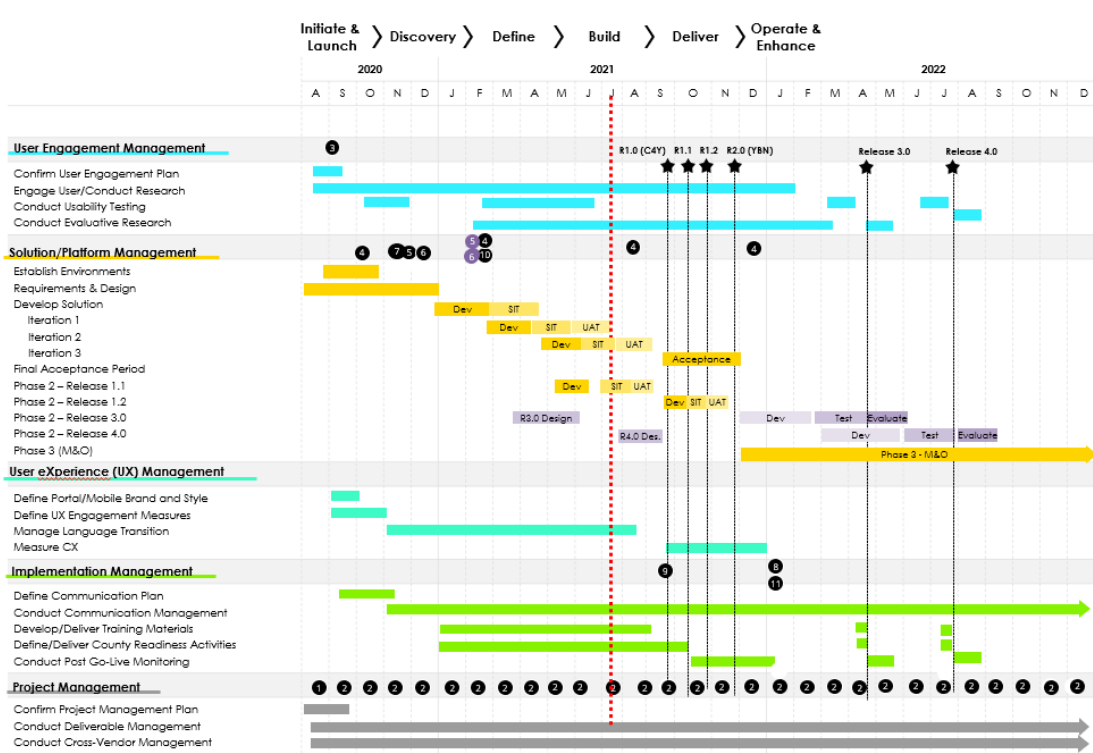 Initiate & Launch Discovery Define Build Deliver Operate & Enhance
2020 2021 2022
A S O N D J F M A M J J A S O N D J F M A M J J A S O N D
User Engagement Management 3
R1.0 (C4Y) R1.1 R1.2 R2.0 (YBN) Release 3.0 Release 4.0
Confirm User Engagement Plan
Engage User/Conduct Research
Conduct Usability Testing
Conduct Evaluative Research
Solution/Platform Management 4 7 5 6 5 4 6 10 4 4
Establish Environments
Requirements & Design
Develop Solution Dev SIT
Iteration 1 Dev SIT UAT
Iteration 2 Dev SIT UAT
Iteration 3 Acceptance
Final Acceptance Period
Phase 2 – Release 1.1 Dev SIT UAT
Phase 2 – Release 1.2 Dev SIT UAT
Phase 2 – Release 3.0 R3.0 Design Dev Test Evaluate
Phase 2 – Release 4.0 R4.0 Des. Dev Test Evaluate
Phase 3 (M&O) Phase 3 - M&O
User eXperience (UX) Management
Define Portal/Mobile Brand and Style
Define UX Engagement Measures
Manage Language Transition
Measure CX
Implementation Management 9 8 11
Define Communication Plan
Conduct Communication Management
Develop/Deliver Training Materials
Define/Deliver County Readiness Activities
Conduct Post Go-Live Monitoring
Project Management 1 2 2 2 2 2 2 2 2 2 2 2 2 2 2 2 2 2 2 2 2 2 2 2 2 2 2 2 2
Confirm Project Management Plan
Conduct Deliverable Management
Conduct Cross-Vendor Management